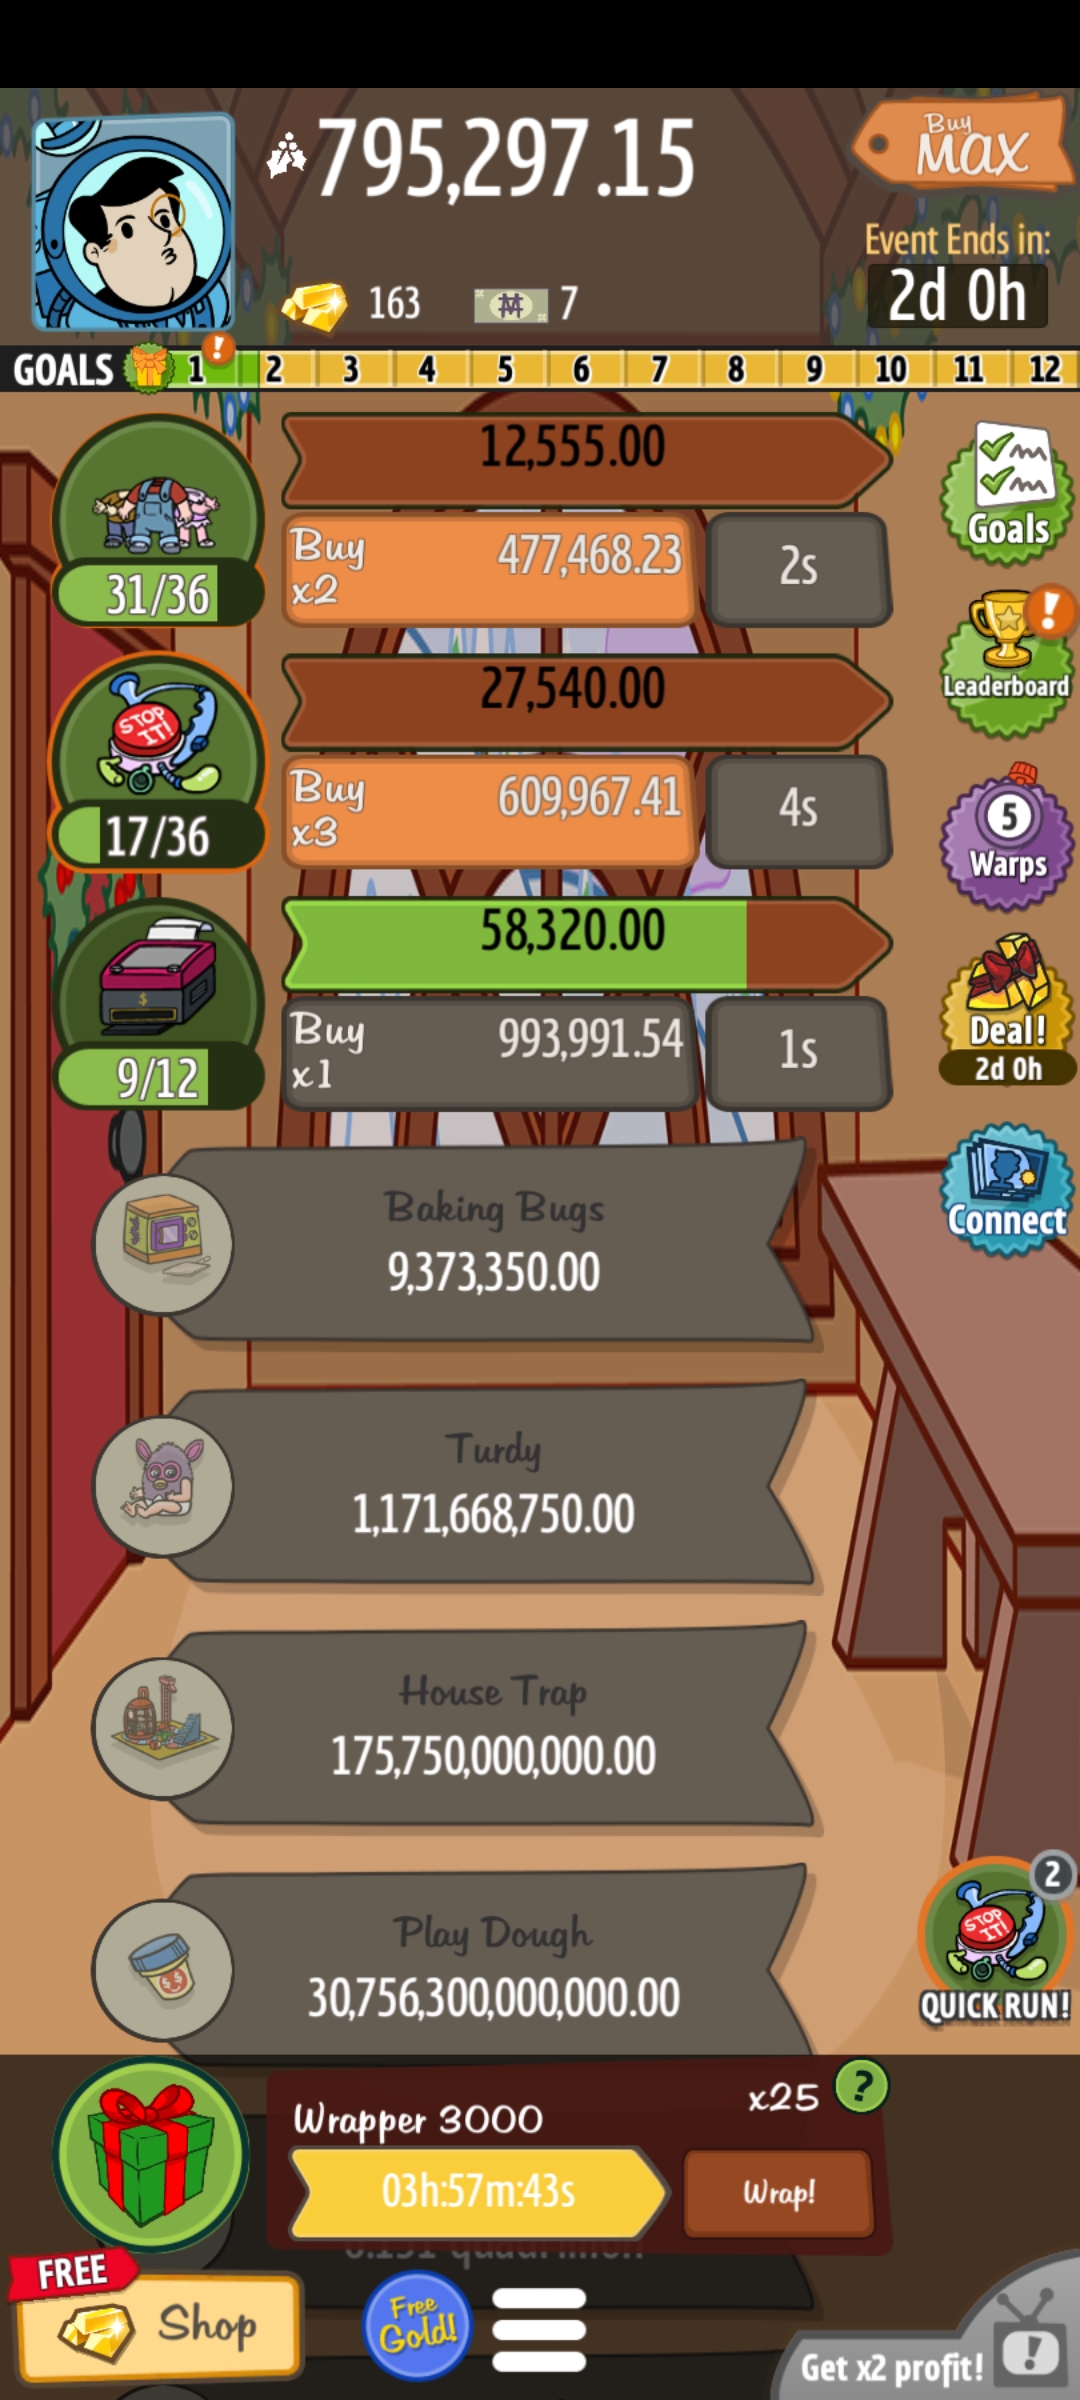 795,297.15
Buy
MAX
Event Ends in:
2d 0h
163
7
GOALS 1 ! 2 3 4 5 6 7 8 9 10 11 12
12,555.00
31/36
Buy
x2
477,468.23
2s
Goals
STOP
IT!
17/36
27,540.00
Buy
x3
609,967.41
4s
!
Leaderboard
5
Warps
$
9/12
58,320.00
Buy
x1
993,991.54
1s
Deal!
2d 0h
Connect
Baking Bugs
9,373,350.00
Turdy
1,171,668,750.00
House Trap
175,750,000,000.00
Play Dough
30,756,300,000,000.00
2
STOP
IT!
QUICK RUN!
Wrapper 3000
x25
?
03h:57m:43s
Wrap!
FREE
Shop
Free
Gold!
Get x2 profit!
!